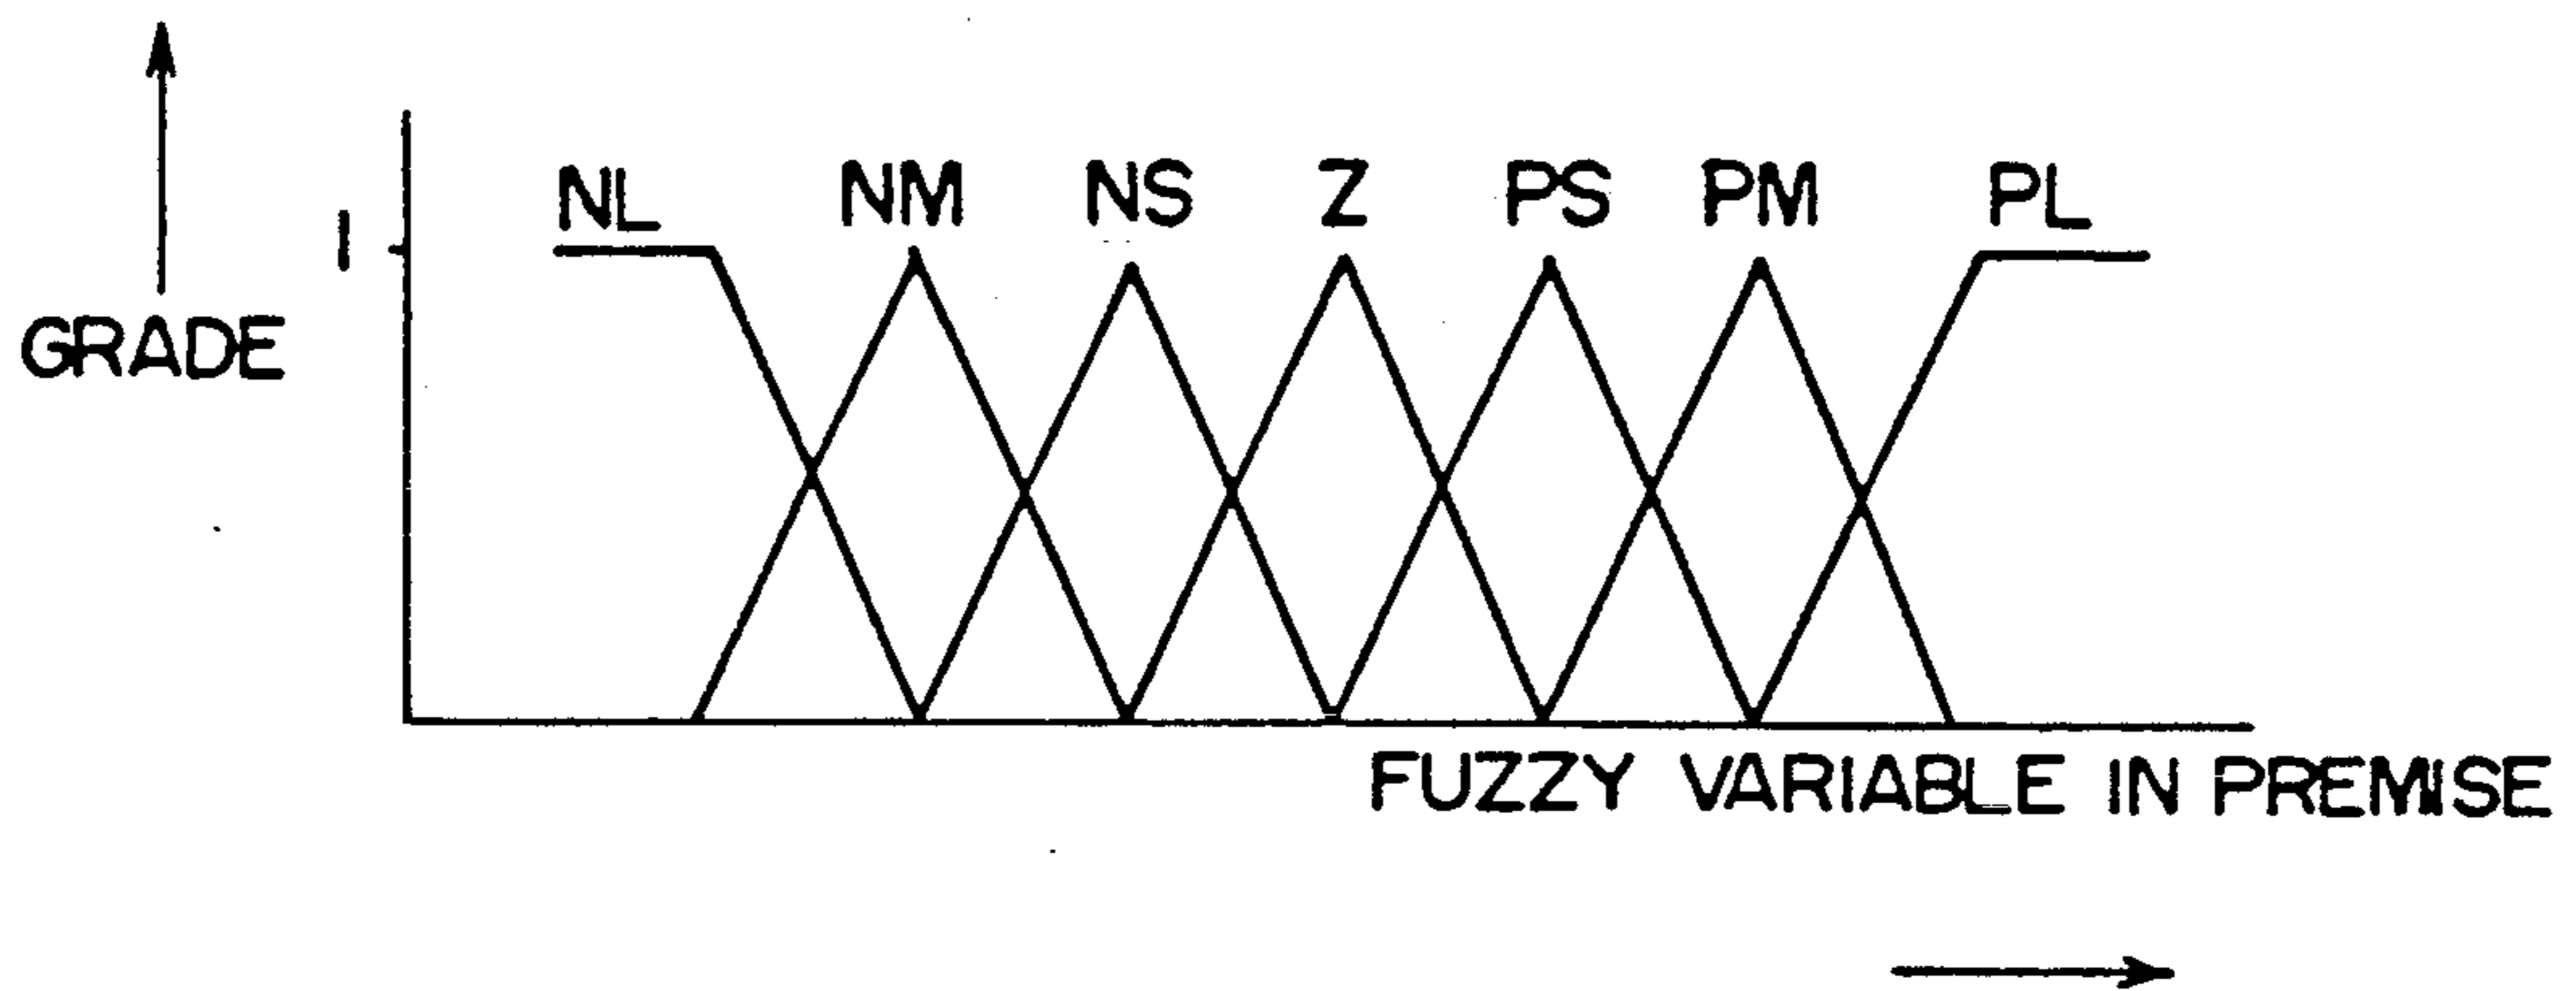 NL NM NS Z PS PM PL
1
GRADE
FUZZY VARIABLE IN PREMISE